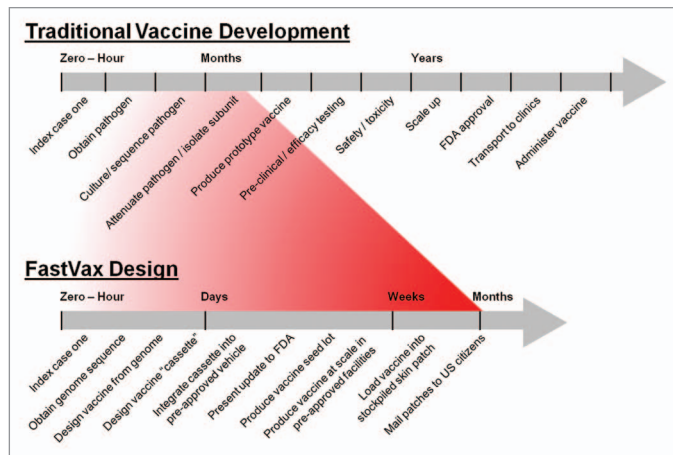 Traditional Vaccine Development
Zero – Hour
Months
Years
Index case one
Obtain pathogen
Culture/ sequence pathogen
Attenuate pathogen / isolate subunit
Produce prototype vaccine
Pre-clinical / efficacy testing
Safety / toxicity
Scale up
FDA approval
Transport to clinics
Administer vaccine
FastVax Design
Zero – Hour
Days
Weeks
Months
Index case one
Obtain genome sequence
Design vaccine from genome
Design vaccine "cassette"
Integrate cassette into
pre-approved vehicle
Present update to FDA
Produce vaccine seed lot
Produce vaccine at scale in
pre-approved facilities
Load vaccine into
stockpiled skin patch
Mail patches to US citizens